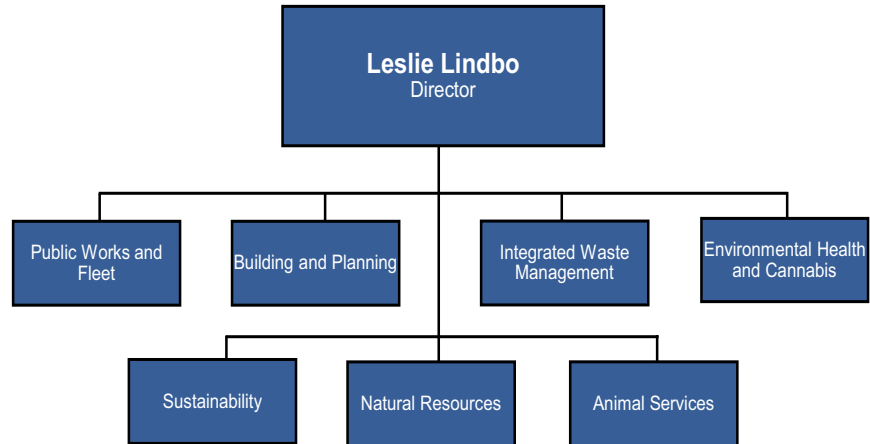 Leslie Lindbo
Director
Public Works and
Fleet
Building and Planning
Integrated Waste
Management
Environmental Health
and Cannabis
Sustainability
Natural Resources
Animal Services